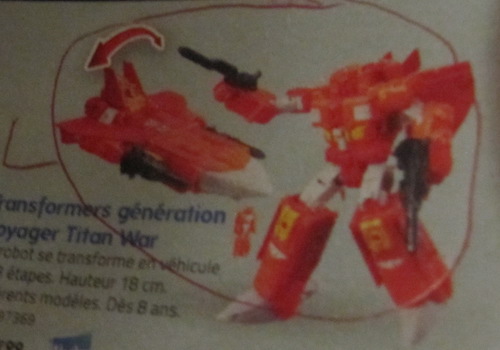 ransformers génération
oyager Titan War
robot se transforme en véhicule
étapes. Hauteur 18 cm.
rents modèles. Dès 8 ans.
97369